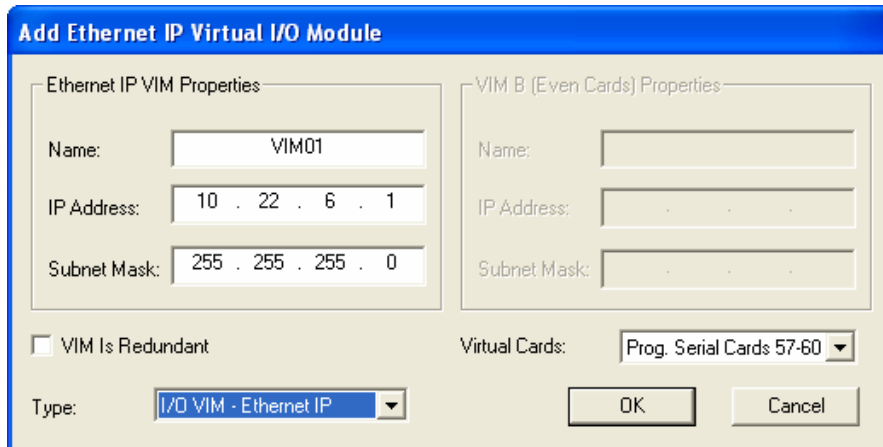 Add Ethernet IP Virtual I/O Module
Ethernet IP VIM Properties
Name: VIM01
IP Address: 10 . 22 . 6 . 1
Subnet Mask: 255 . 255 . 255 . 0
VIM B (Even Cards) Properties
Name:
IP Address: . . .
Subnet Mask: . . .
VIM Is Redundant
Virtual Cards: Prog. Serial Cards 57-60
Type: I/O VIM - Ethernet IP
OK Cancel